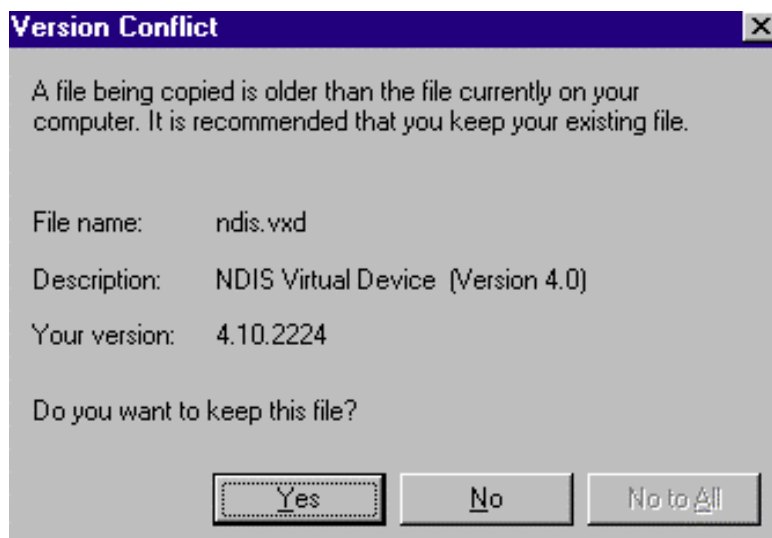 Version Conflict
A file being copied is older than the file currently on your
computer. It is recommended that you keep your existing file.
File name: ndis.vxd
Description: NDIS Virtual Device (Version 4.0)
Your version: 4.10.2224
Do you want to keep this file?
Yes No No to All